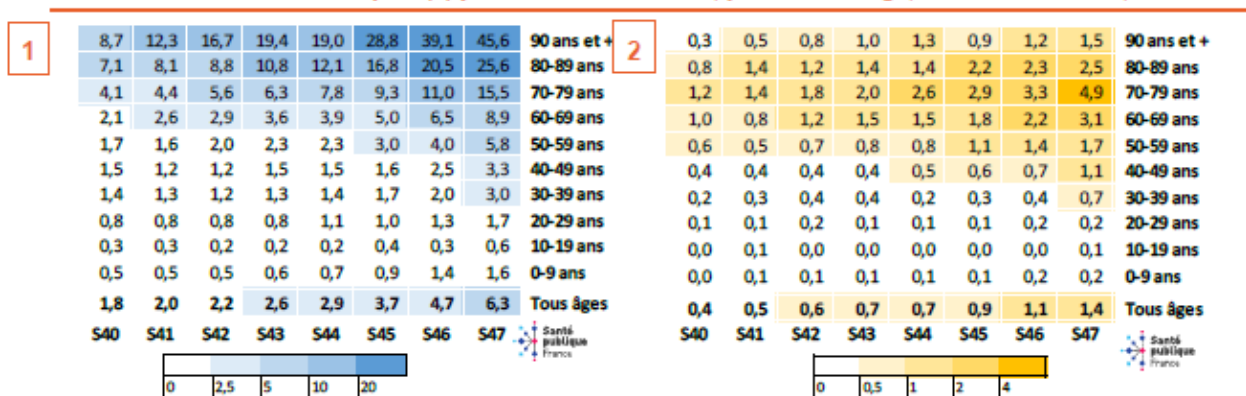 1
8,7 12,3 16,7 19,4 19,0 28,8 39,1 45,6 90 ans et +
7,1 8,1 8,8 10,8 12,1 16,8 20,5 25,6 80-89 ans
4,1 4,4 5,6 6,3 7,8 9,3 11,0 15,5 70-79 ans
2,1 2,6 2,9 3,6 3,9 5,0 6,5 8,9 60-69 ans
1,7 1,6 2,0 2,3 2,3 3,0 4,0 5,8 50-59 ans
1,5 1,2 1,2 1,5 1,5 1,6 2,5 3,3 40-49 ans
1,4 1,3 1,2 1,3 1,4 1,7 2,0 3,0 30-39 ans
0,8 0,8 0,8 0,8 1,1 1,0 1,3 1,7 20-29 ans
0,3 0,3 0,2 0,2 0,2 0,4 0,3 0,6 10-19 ans
0,5 0,5 0,5 0,6 0,7 0,9 1,4 1,6 0-9 ans
1,8 2,0 2,2 2,6 2,9 3,7 4,7 6,3 Tous âges
S40 S41 S42 S43 S44 S45 S46 S47
Santé
publique
France
0 2,5 5 10 20
2
0,3 0,5 0,8 1,0 1,3 0,9 1,2 1,5 90 ans et +
0,8 1,4 1,2 1,4 1,4 2,2 2,3 2,5 80-89 ans
1,2 1,4 1,8 2,0 2,6 2,9 3,3 4,9 70-79 ans
1,0 0,8 1,2 1,5 1,5 1,8 2,2 3,1 60-69 ans
0,6 0,5 0,7 0,8 0,8 1,1 1,4 1,7 50-59 ans
0,4 0,4 0,4 0,4 0,5 0,6 0,7 1,1 40-49 ans
0,2 0,3 0,4 0,4 0,2 0,3 0,4 0,7 30-39 ans
0,1 0,1 0,2 0,1 0,1 0,1 0,2 0,2 20-29 ans
0,0 0,1 0,0 0,0 0,0 0,0 0,0 0,1 10-19 ans
0,0 0,1 0,1 0,1 0,1 0,1 0,2 0,2 0-9 ans
0,4 0,5 0,6 0,7 0,7 0,9 1,1 1,4 Tous âges
S40 S41 S42 S43 S44 S45 S46 S47
Santé
publique
France
0 0,5 1 2 4